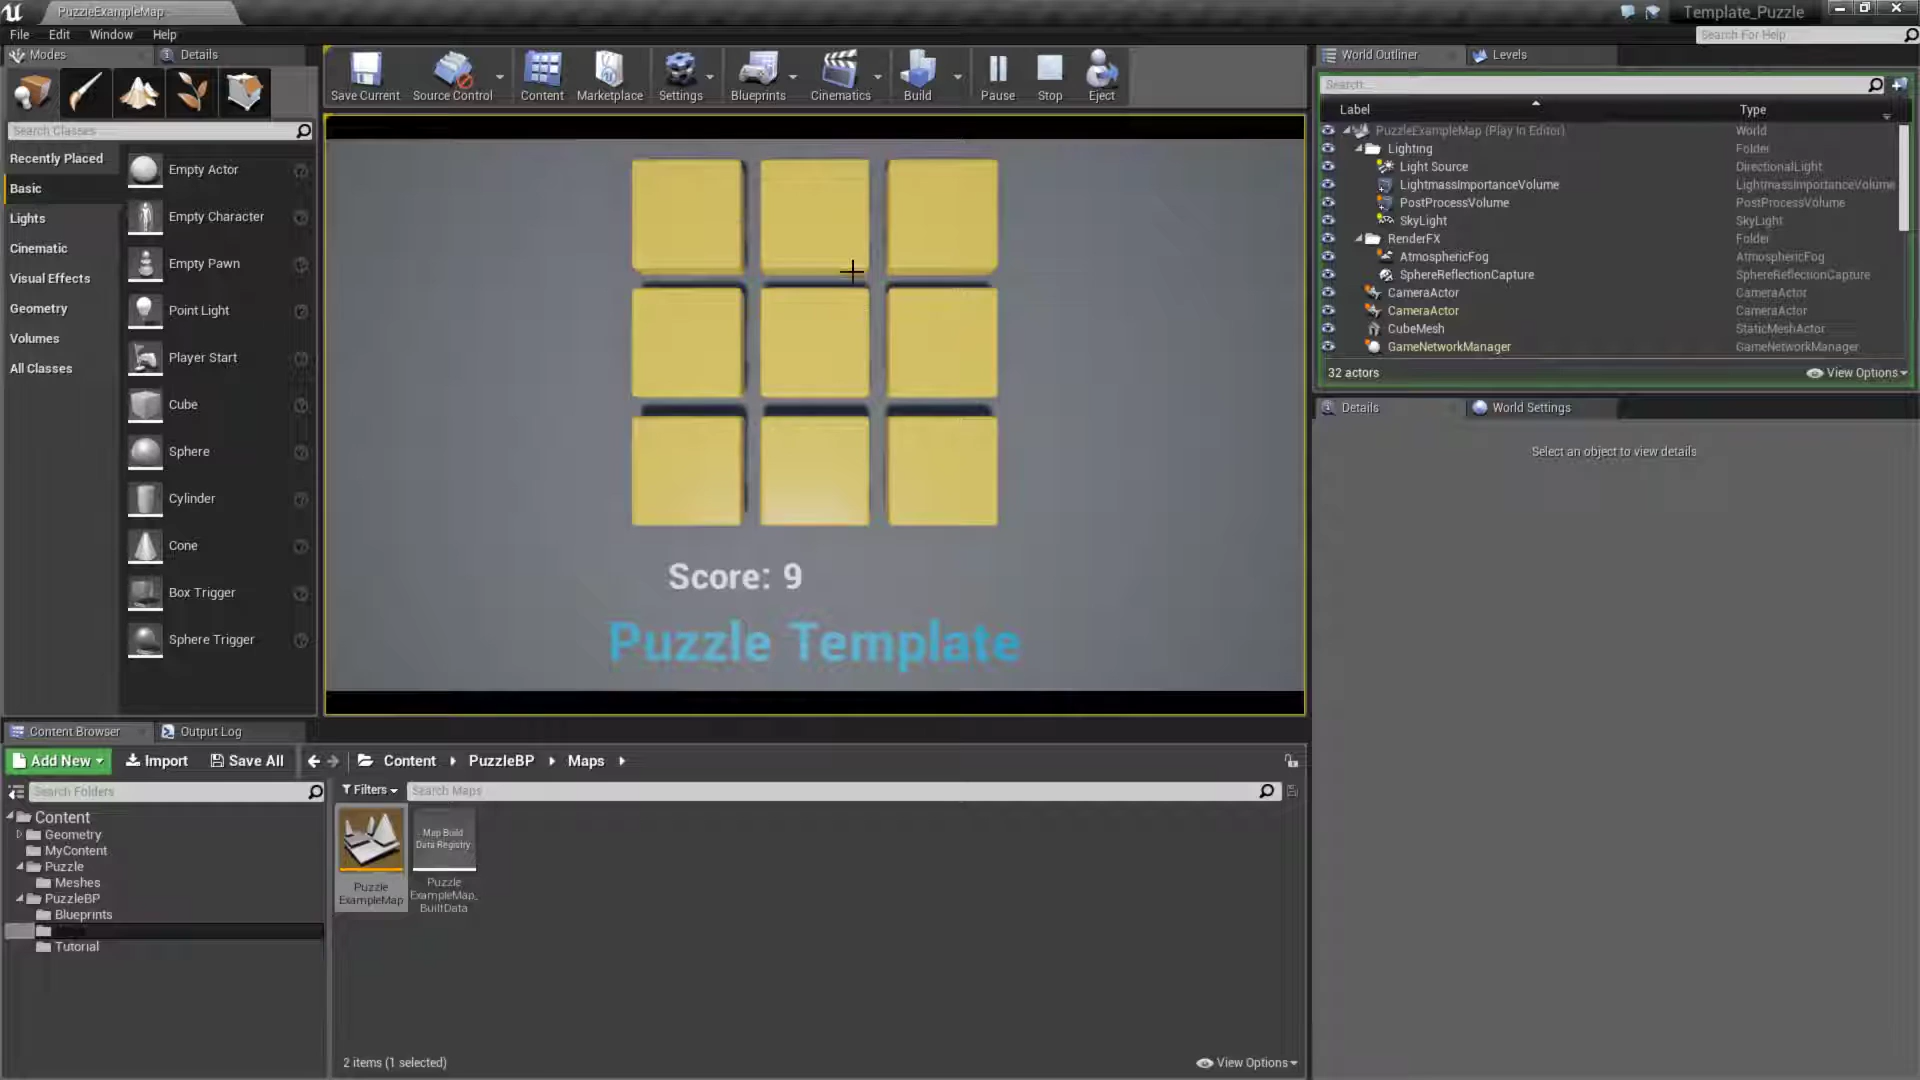 PuzzleExampleMap
Template_Puzzle
File
Edit
Window
Help
Search For Help
Modes
Details
Save Current
Source Control
Content
Marketplace
Settings
Blueprints
Cinematics
Build
Pause
Stop
Eject
Search Classes
Recently Placed
Basic
Lights
Cinematic
Visual Effects
Geometry
Volumes
All Classes
Empty Actor
Empty Character
Empty Pawn
Point Light
Player Start
Cube
Sphere
Cylinder
Cone
Box Trigger
Sphere Trigger
Score: 9
Puzzle Template
World Outliner
Levels
Search...
Label
Type
PuzzleExampleMap (Play In Editor)
World
Lighting
Folder
Light Source
DirectionalLight
LightmassImportanceVolume
LightmassImportanceVolume
PostProcessVolume
PostProcessVolume
SkyLight
SkyLight
RenderFX
Folder
AtmosphericFog
AtmosphericFog
SphereReflectionCapture
SphereReflectionCapture
CameraActor
CameraActor
CameraActor
CameraActor
CubeMesh
StaticMeshActor
GameNetworkManager
GameNetworkManager
32 actors
View Options
Details
World Settings
Select an object to view details
Content Browser
Output Log
Add New
Import
Save All
Content
PuzzleBP
Maps
Search Folders
Filters
Search Maps
Content
Geometry
MyContent
Puzzle
Meshes
PuzzleBP
Blueprints
Tutorial
Puzzle
ExampleMap
Map Build
Data Registry
Puzzle
ExampleMap_
BuiltData
2 items (1 selected)
View Options